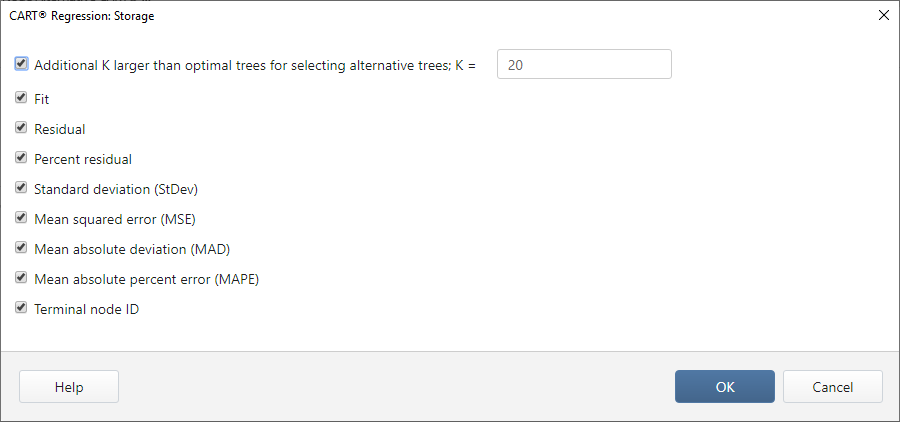 CART® Regression: Storage
Additional K larger than optimal trees for selecting alternative trees; K = 20
Fit
Residual
Percent residual
Standard deviation (StDev)
Mean squared error (MSE)
Mean absolute deviation (MAD)
Mean absolute percent error (MAPE)
Terminal node ID
Help OK Cancel